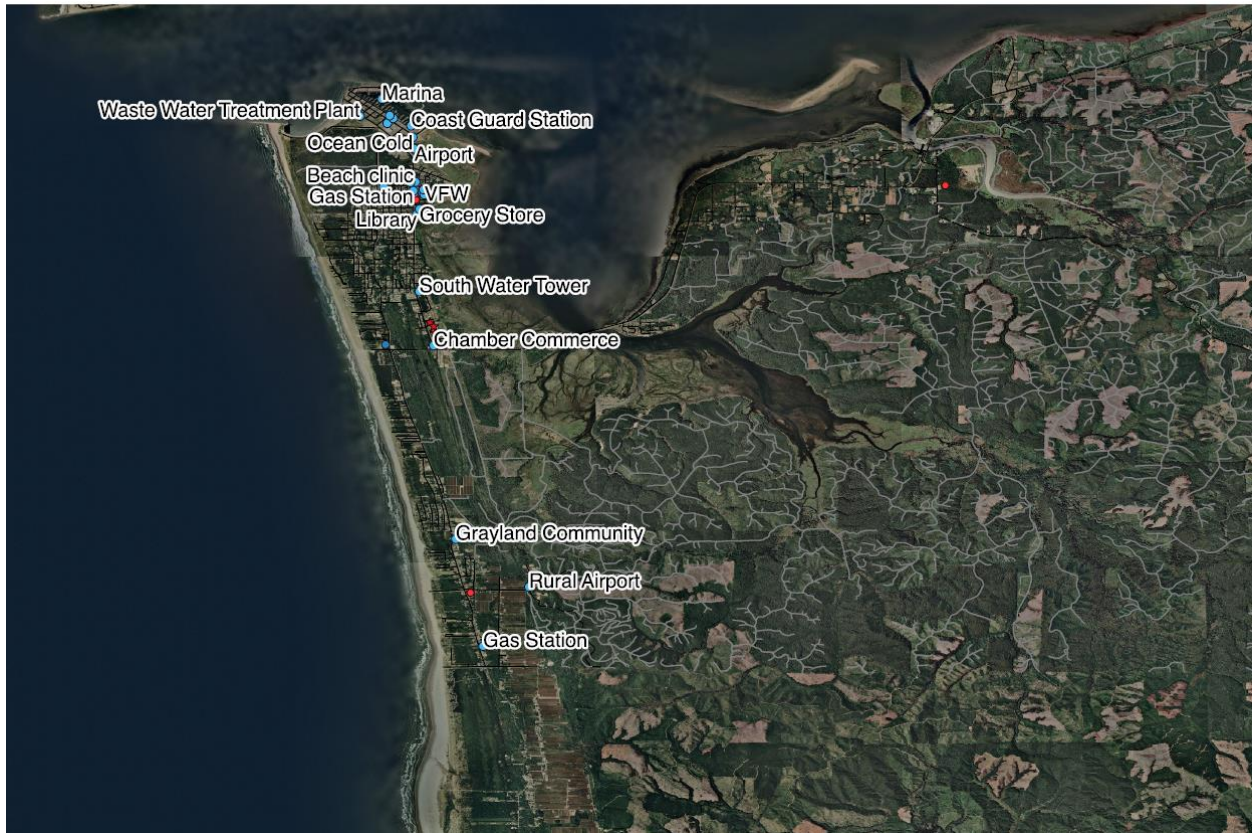 Marina
Waste Water Treatment Plant
Coast Guard Station
Ocean Cold
Airport
Beach clinic
Gas Station
VFW
Library
Grocery Store
South Water Tower
Chamber Commerce
Grayland Community
Rural Airport
Gas Station